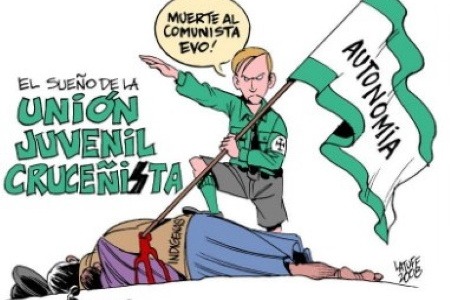 MUERTE AL
COMUNISTA
EVO!
EL SUEÑO DE LA
UNIÓN
JUVENIL
CRUCEÑISTA
AUTONOMÍA
INDÍGENAS
LATUFF
2008